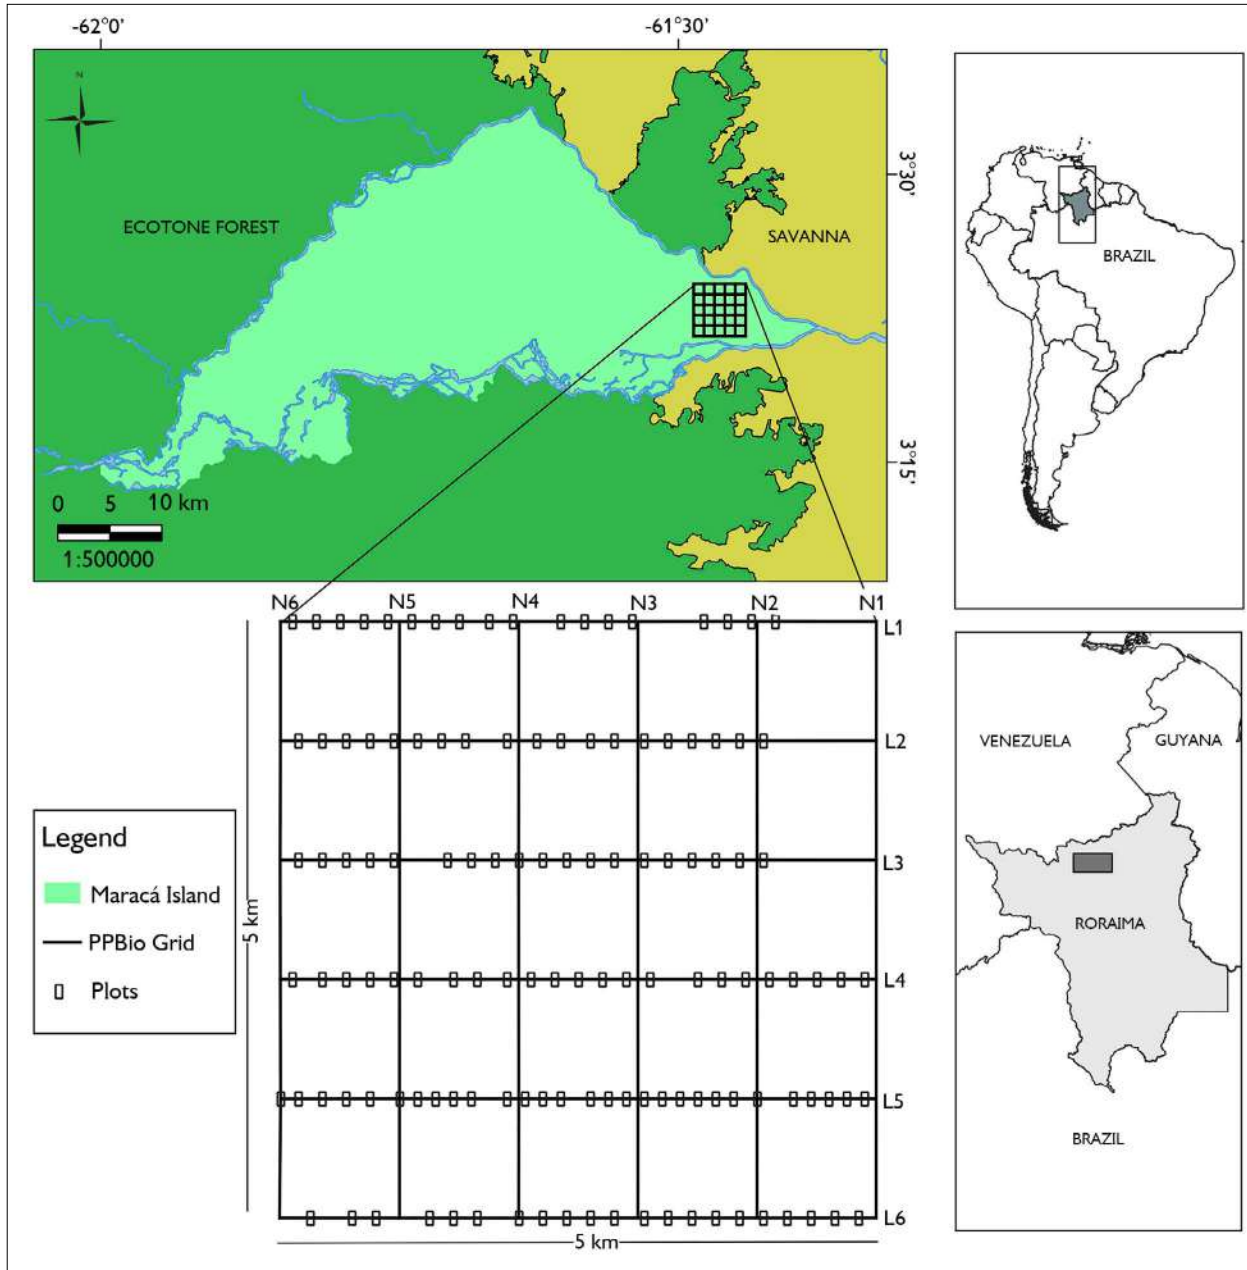 -62°0'
-61°30'
N
3°30'
ECOTONE FOREST
SAVANNA
3°15'
0 5 10 km
1:500000
BRAZIL
N6 N5 N4 N3 N2 N1
L1
L2
L3
L4
L5
L6
5 km
5 km
Legend
Maracá Island
PPBio Grid
Plots
VENEZUELA
GUYANA
RORAIMA
BRAZIL